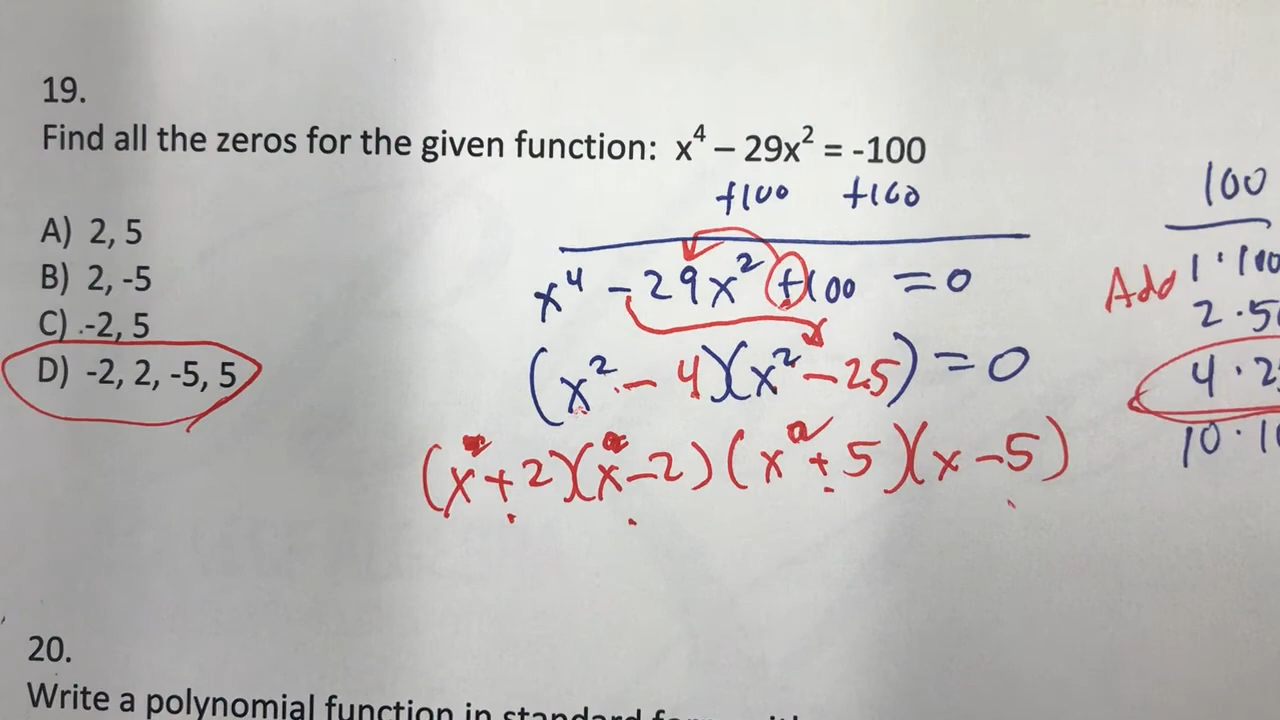 19.
Find all the zeros for the given function: x⁴ – 29x² = -100
+100 +100
A) 2, 5
B) 2, -5
C) -2, 5
D) -2, 2, -5, 5
x⁴ - 29x² + 100 = 0
(x² - 4)(x² - 25) = 0
(x + 2)(x - 2)(x + 5)(x - 5)
100
Add
1 · 100
2 · 5
4 · 2
10 · 1
20.
Write a polynomial function in standard